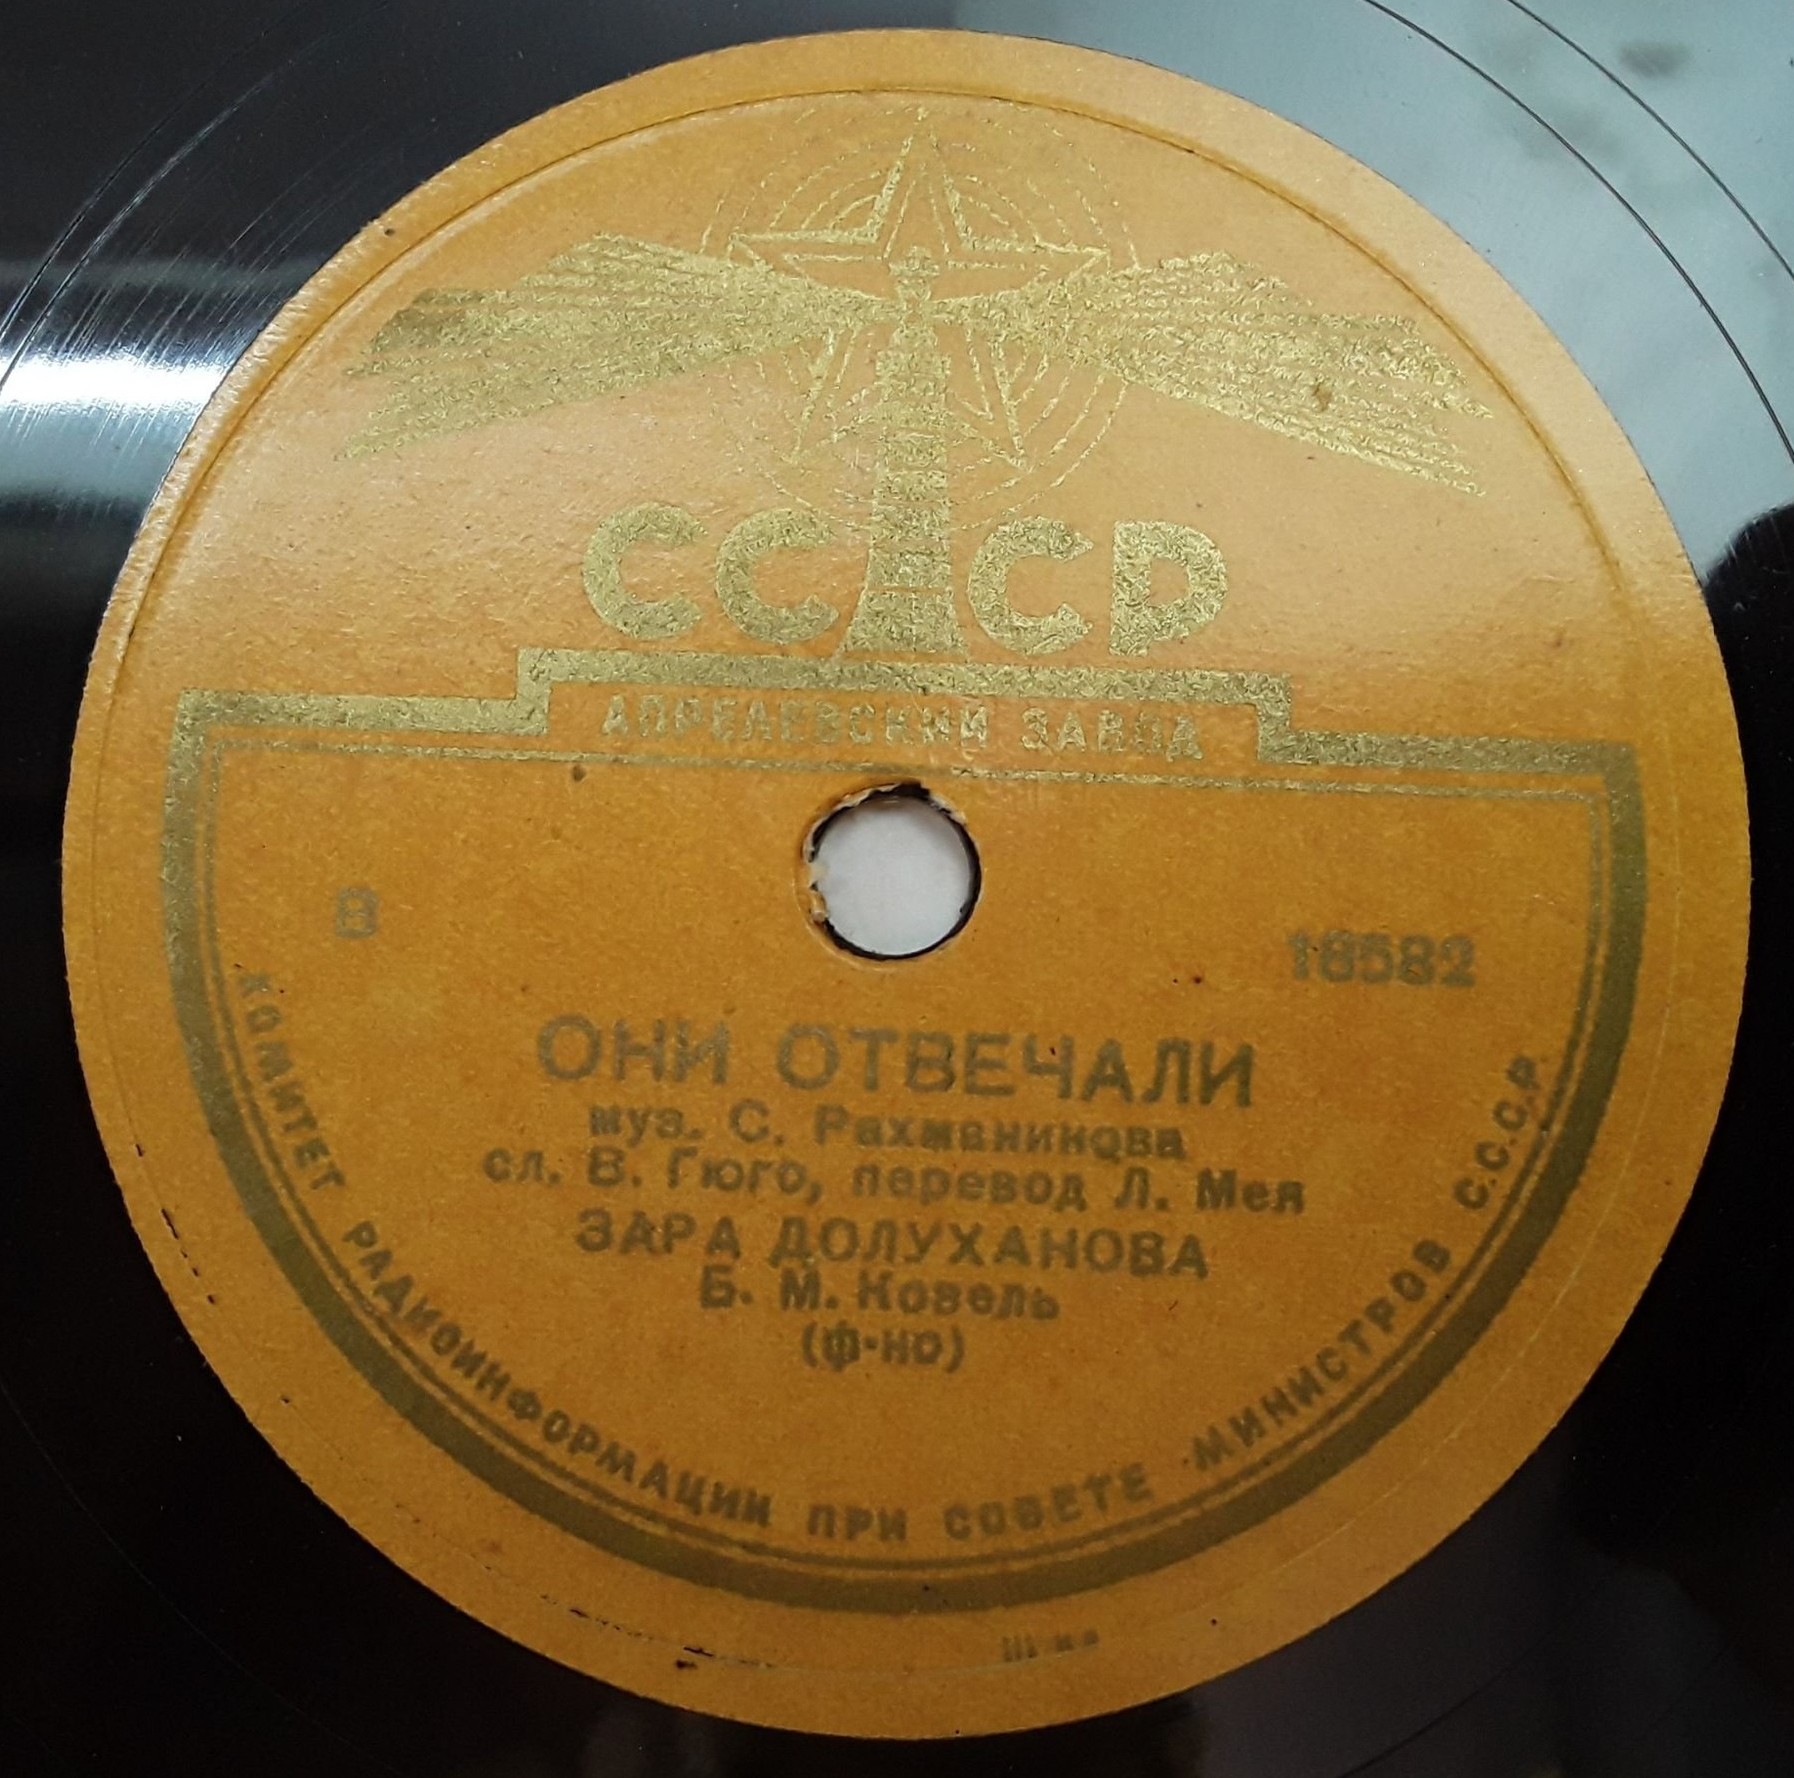 СССР
АПРЕЛЕВСКИЙ ЗАВОД
В 18582
ОНИ ОТВЕЧАЛИ
муз. С. Рахманинова
сл. В. Гюго, перевод Л. Мея
ЗАРА ДОЛУХАНОВА
Б. М. Козель
(ф-но)
КОМИТЕТ РАДИОИНФОРМАЦИИ ПРИ СОВЕТЕ МИНИСТРОВ С.С.С.Р.